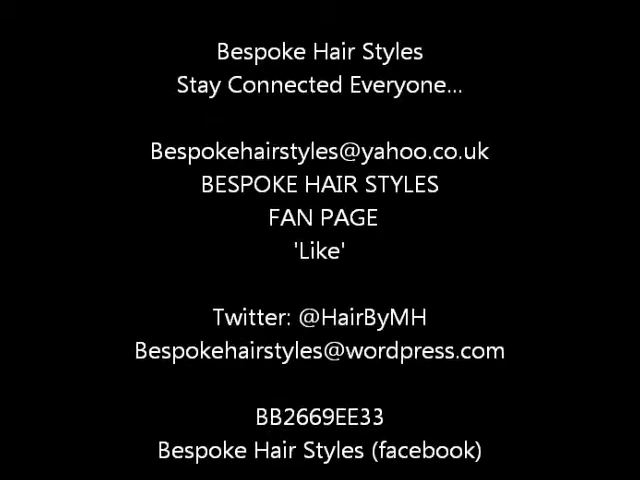 Bespoke Hair Styles
Stay Connected Everyone...
Bespokehairstyles@yahoo.co.uk
BESPOKE HAIR STYLES
FAN PAGE
'Like'
Twitter: @HairByMH
Bespokehairstyles@wordpress.com
BB2669EE33
Bespoke Hair Styles (facebook)